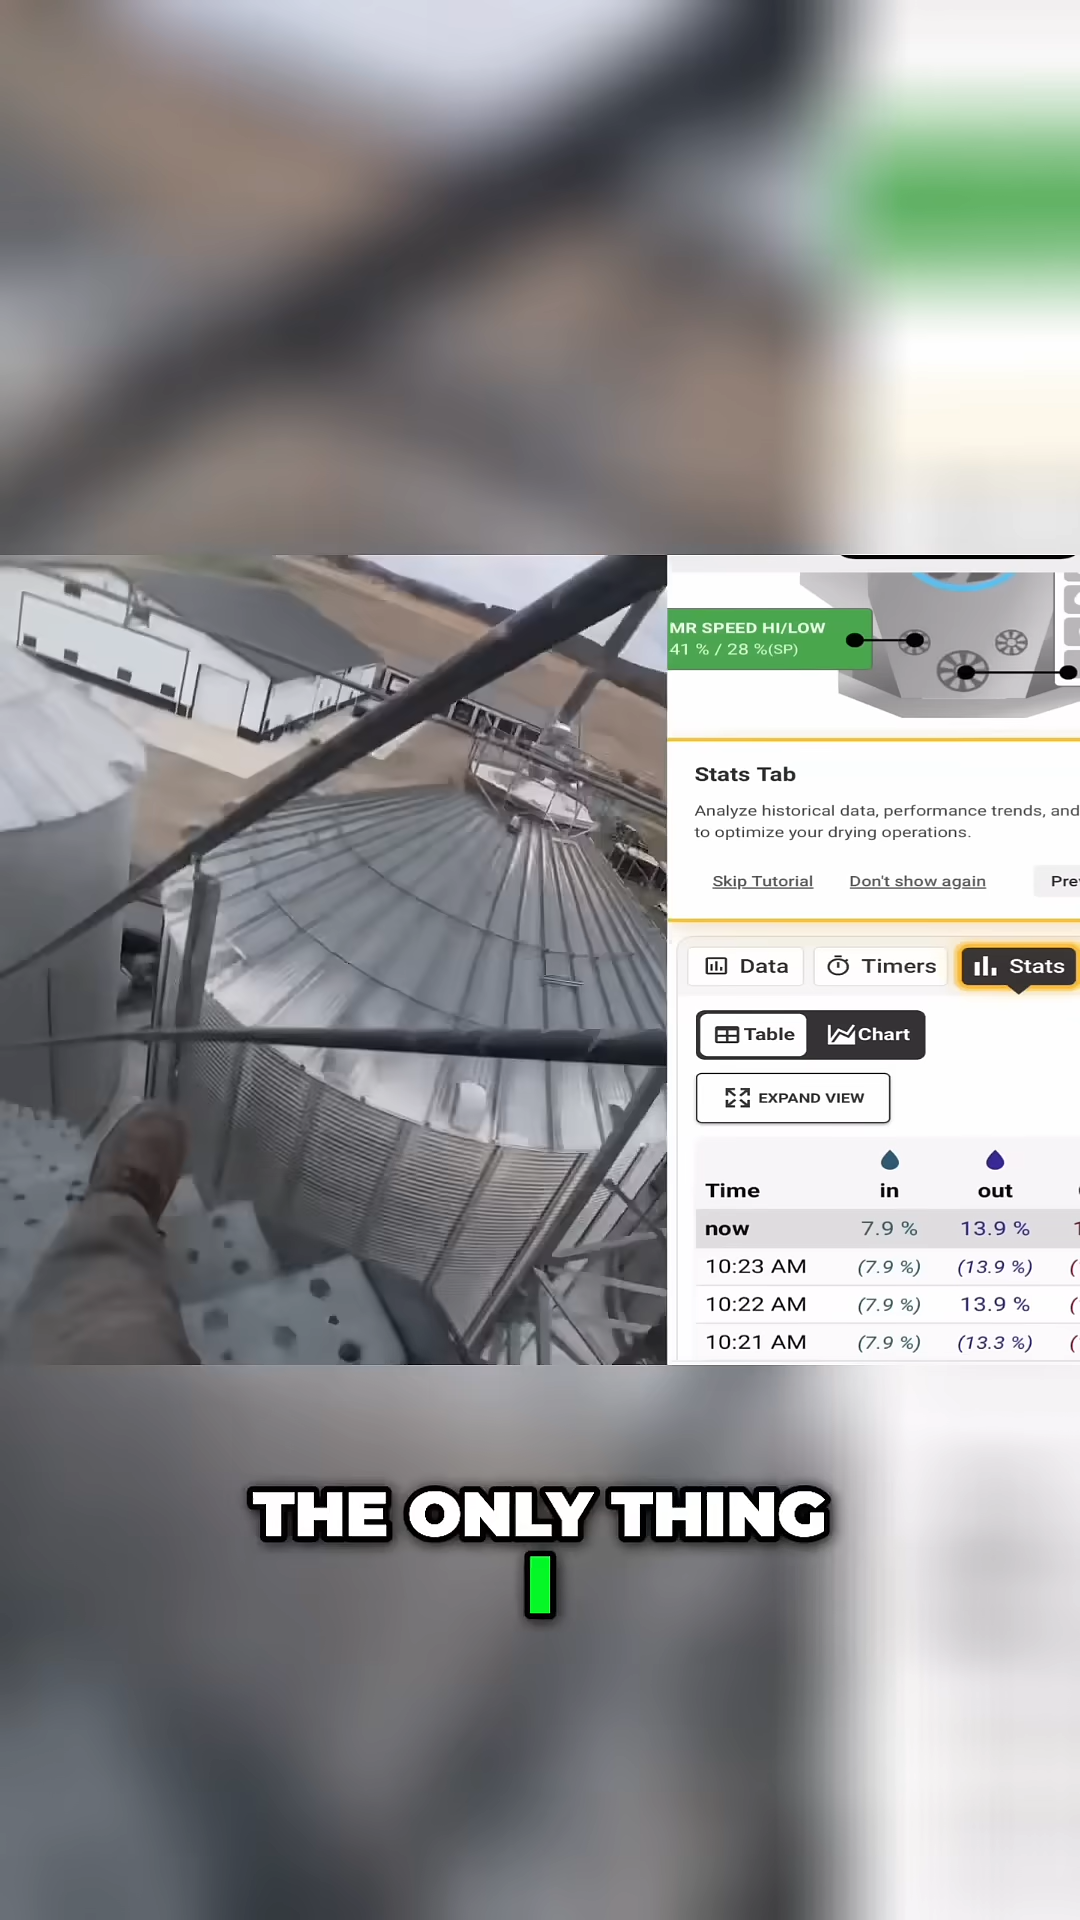 MR SPEED HI/LOW
41 % / 28 %(SP)
Stats Tab
Analyze historical data, performance trends, and
to optimize your drying operations.
Skip Tutorial
Don't show again
Data
Timers
Stats
Table
Chart
EXPAND VIEW
Time in out
now 7.9 % 13.9 %
10:23 AM (7.9 %) (13.9 %)
10:22 AM (7.9 %) 13.9 %
10:21 AM (7.9 %) (13.3 %)
THE ONLY THING
I